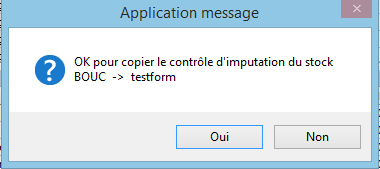 Application message
OK pour copier le contrôle d'imputation du stock
BOUC -> testform
Oui
Non